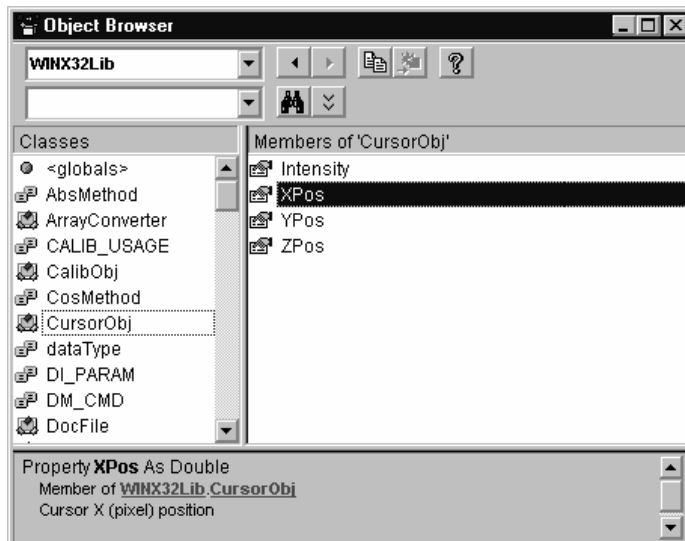 Object Browser
WINX32Lib
Classes
<globals>
AbsMethod
ArrayConverter
CALIB_USAGE
CalibObj
CosMethod
CursorObj
dataType
DI_PARAM
DM_CMD
DocFile
Members of 'CursorObj'
Intensity
XPos
YPos
ZPos
Property XPos As Double
Member of WINX32Lib.CursorObj
Cursor X (pixel) position